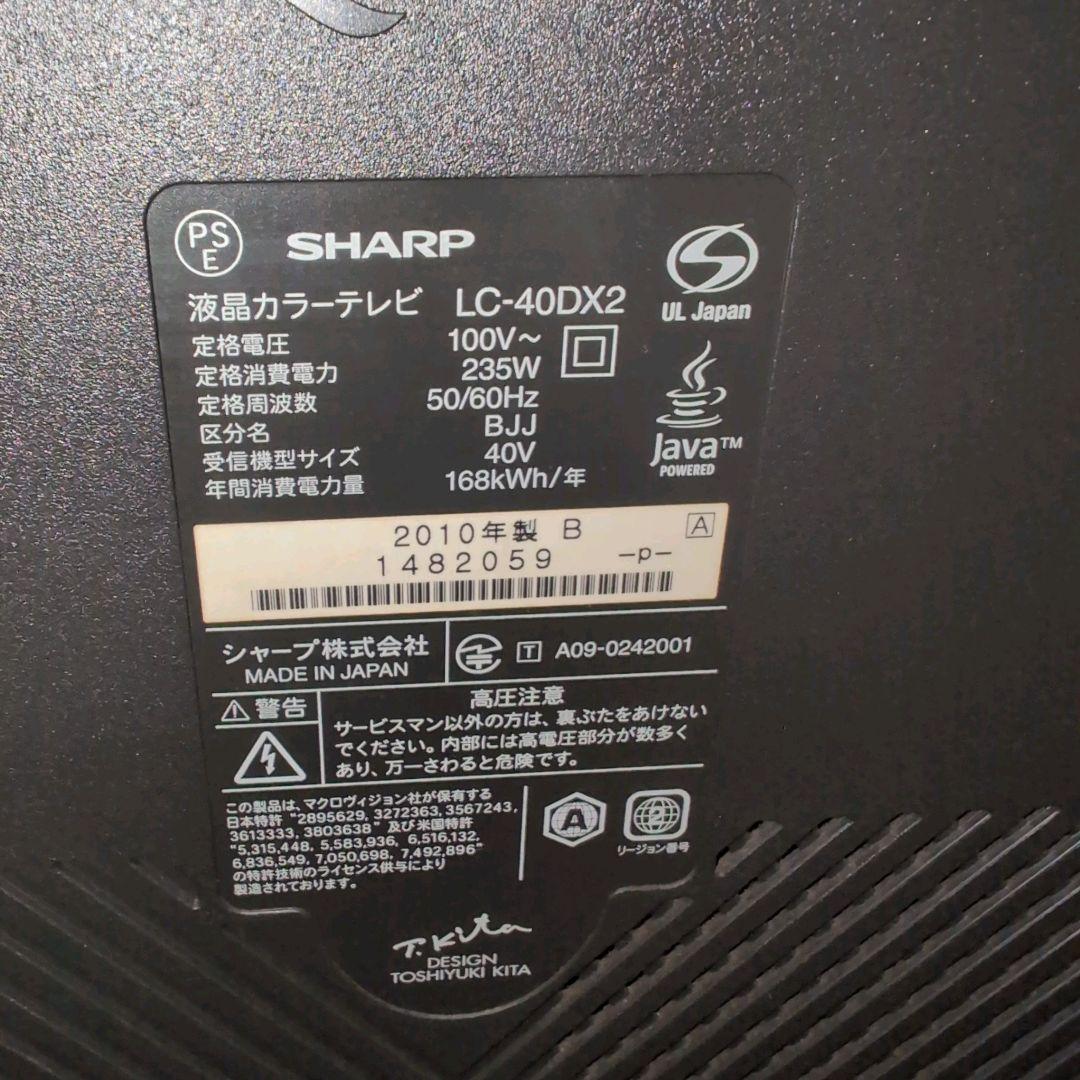 PS
E
SHARP
UL Japan
液晶カラーテレビ LC-40DX2
定格電圧 100V～
定格消費電力 235W
定格周波数 50/60Hz
区分名 BJJ
受信機型サイズ 40V
年間消費電力量 168kWh/年
Java™
POWERED
2010年製 B A
1482059 -p-
シャープ株式会社
MADE IN JAPAN
T A09-0242001
警告
高圧注意
サービスマン以外の方は、裏ぶたをあけない
でください。内部には高電圧部分が数多く
あり、万一さわると危険です。
この製品は、マクロヴィジョン社が保有する
日本特許 "2895629, 3272363, 3567243,
3613333, 3803638" 及び米国特許
"5,315,448, 5,583,936, 6,516,132,
6,836,549, 7,050,698, 7,492,896"
の特許技術のライセンス供与により
製造されております。
A
2
リージョン番号
T. Kita
DESIGN
TOSHIYUKI KITA